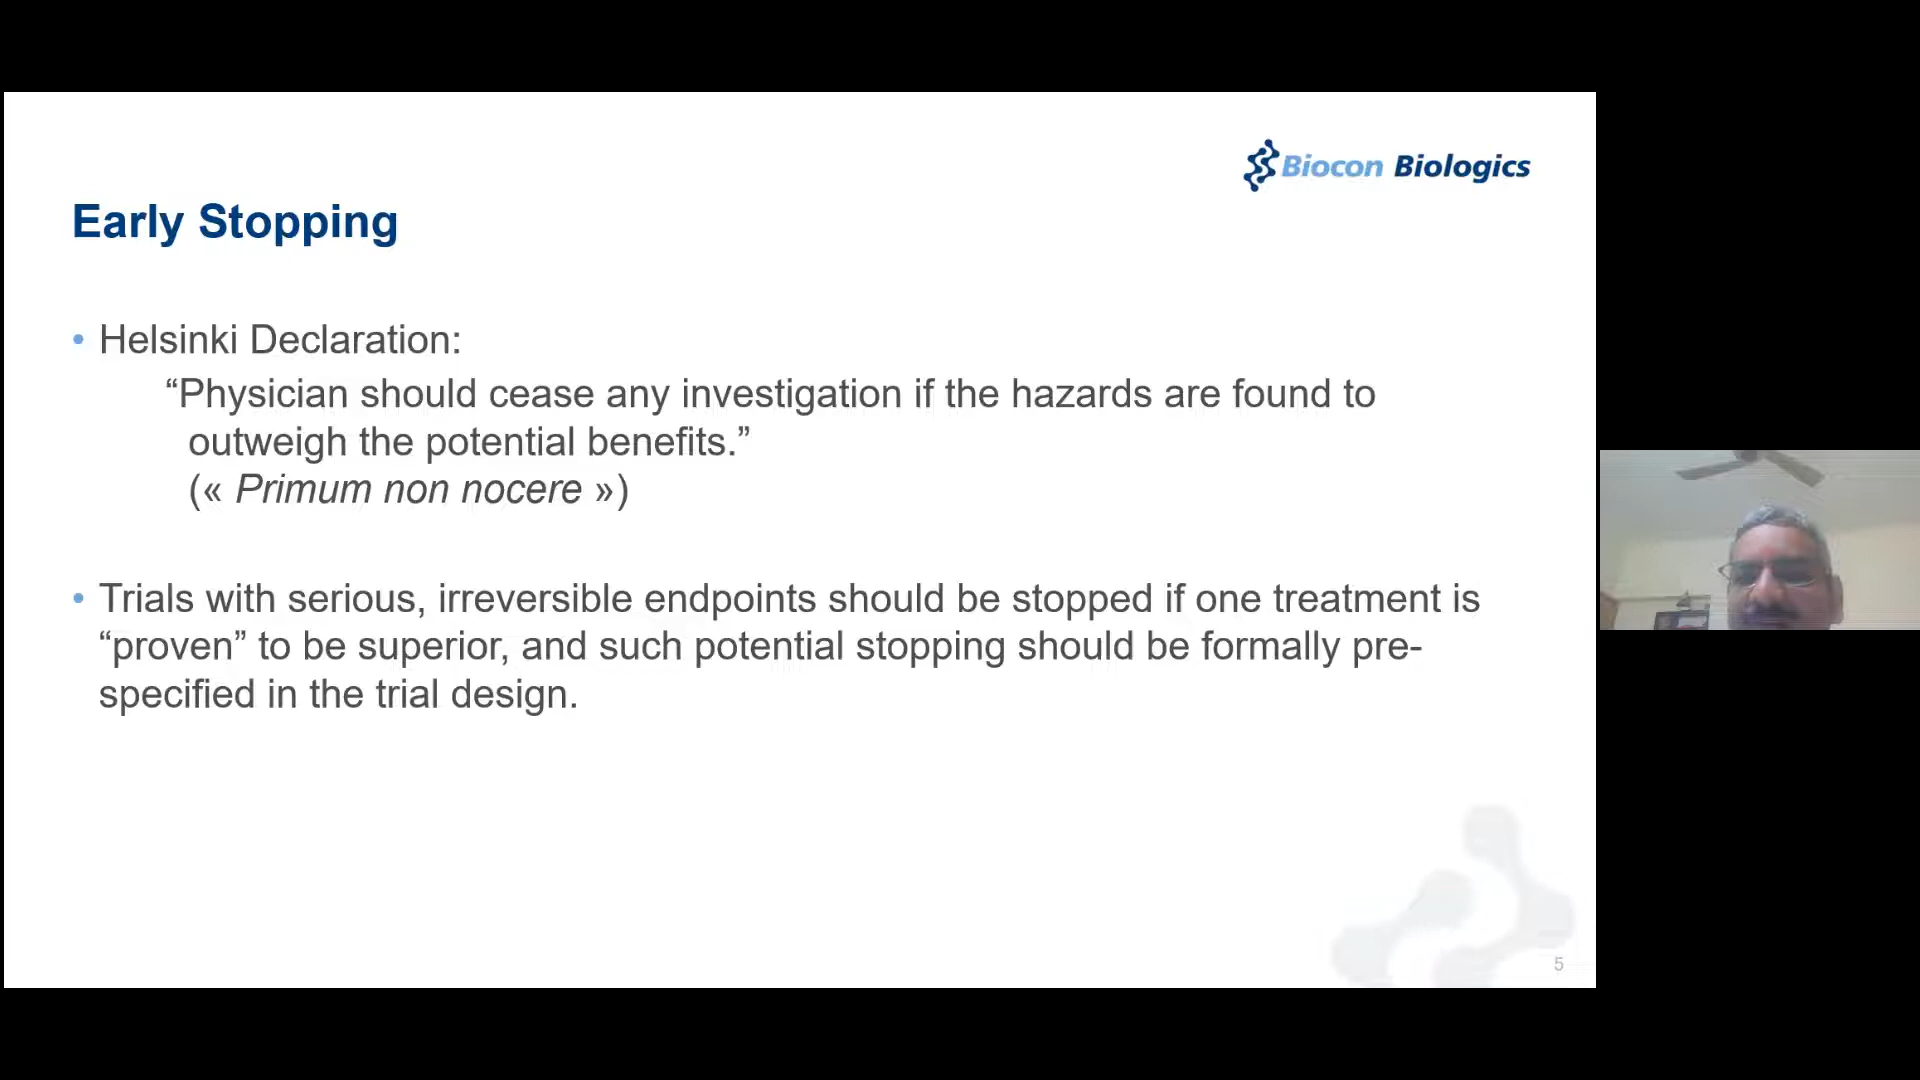 Biocon Biologics
Early Stopping
• Helsinki Declaration:
“Physician should cease any investigation if the hazards are found to
outweigh the potential benefits.”
(« Primum non nocere »)
• Trials with serious, irreversible endpoints should be stopped if one treatment is
“proven” to be superior, and such potential stopping should be formally pre-
specified in the trial design.
5